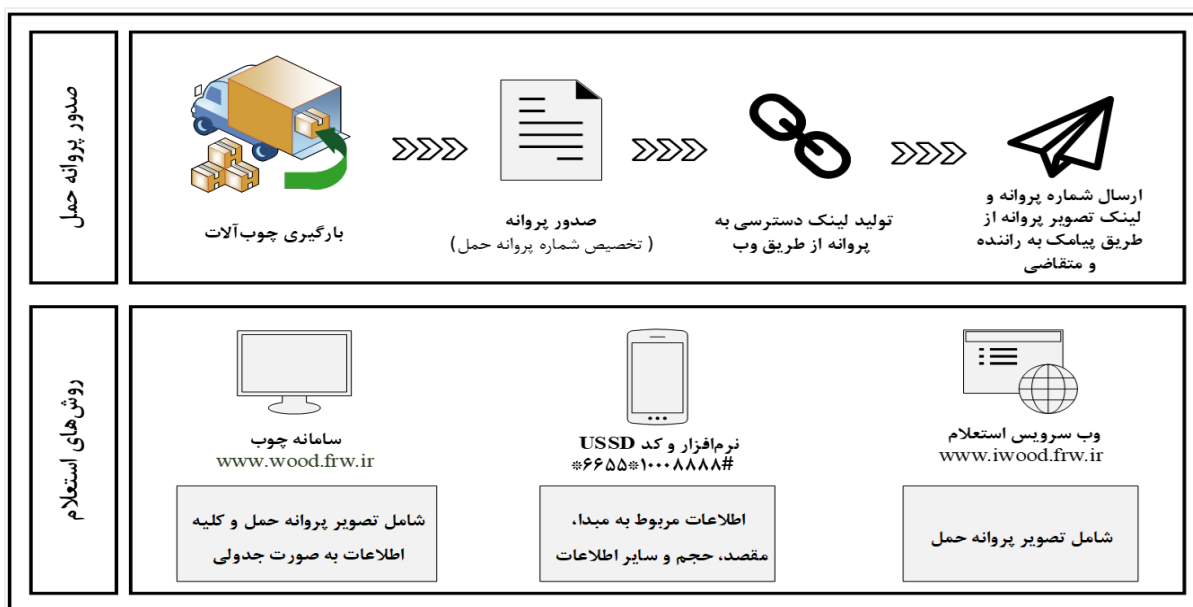 صدور پروانه حمل
بارگیری چوب‌آلات
صدور پروانه
( تخصیص شماره پروانه حمل)
تولید لینک دسترسی به
پروانه از طریق وب
ارسال شماره پروانه و
لینک تصویر پروانه از
طریق پیامک به راننده
و متقاضی
روش‌های استعلام
سامانه چوب
www.wood.frw.ir
شامل تصویر پروانه حمل و کلیه
اطلاعات به صورت جدولی
نرم‌افزار و کد USSD
*۶۶۵۵*۱۰۰۰۸۸۸۸#
اطلاعات مربوط به مبدا،
مقصد، حجم و سایر اطلاعات
وب سرویس استعلام
www.iwood.frw.ir
شامل تصویر پروانه حمل